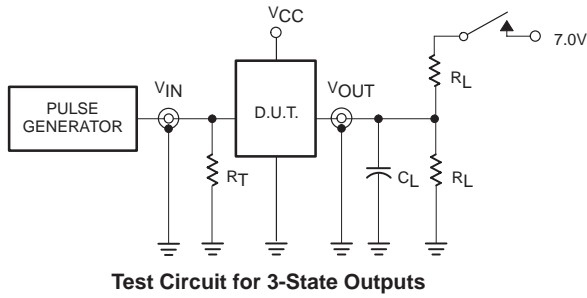 VCC
7.0V
RL
VIN
VOUT
PULSE
GENERATOR
D.U.T.
RT
CL
RL
Test Circuit for 3-State Outputs